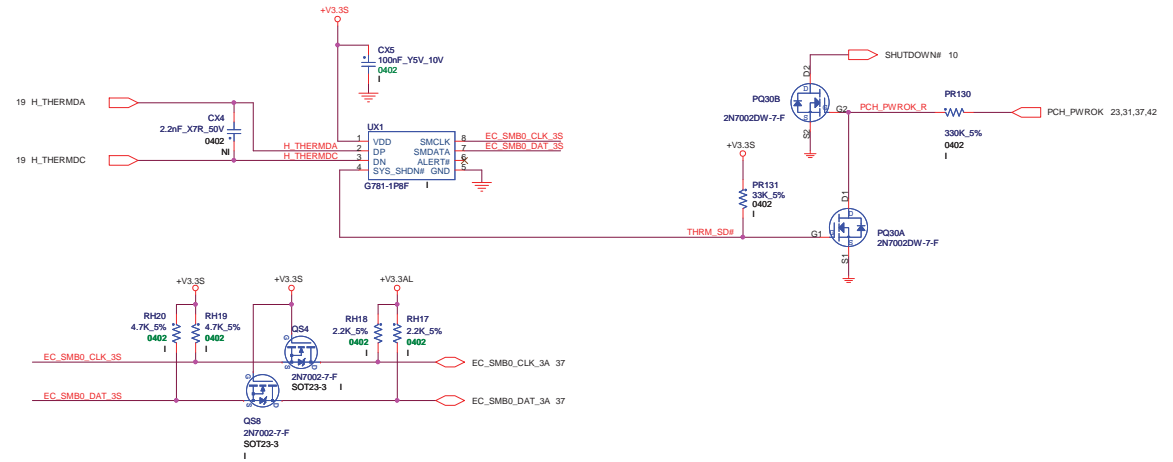 +V3.3S
CX5
100nF_Y5V_10V
0402
I
SHUTDOWN# 10
D2
D
PQ30B
2N7002DW-7-F
G
G2
S
S2
PCH_PWROK_R
PR130
330K_5%
0402
I
PCH_PWROK 23,31,37,42
19 H_THERMDA
CX4
2.2nF_X7R_50V
0402
NI
19 H_THERMDC
H_THERMDA
H_THERMDC
UX1
1 VDD SMCLK 8
2 DP SMDATA 7
3 DN ALERT# 6
4 SYS_SHDN# GND 5
G781-1P8F I
EC_SMB0_CLK_3S
EC_SMB0_DAT_3S
+V3.3S
PR131
33K_5%
0402
I
THRM_SD#
G1
D1
D
G
S
S1
PQ30A
2N7002DW-7-F
+V3.3S
+V3.3S
+V3.3AL
RH20
4.7K_5%
0402
I
RH19
4.7K_5%
0402
QS4
G
S
D
2N7002-7-F
SOT23-3 I
RH18
2.2K_5%
0402
I
RH17
2.2K_5%
0402
I
EC_SMB0_CLK_3S
EC_SMB0_CLK_3A 37
EC_SMB0_DAT_3S
G
S
D
EC_SMB0_DAT_3A 37
QS8
2N7002-7-F
SOT23-3
I